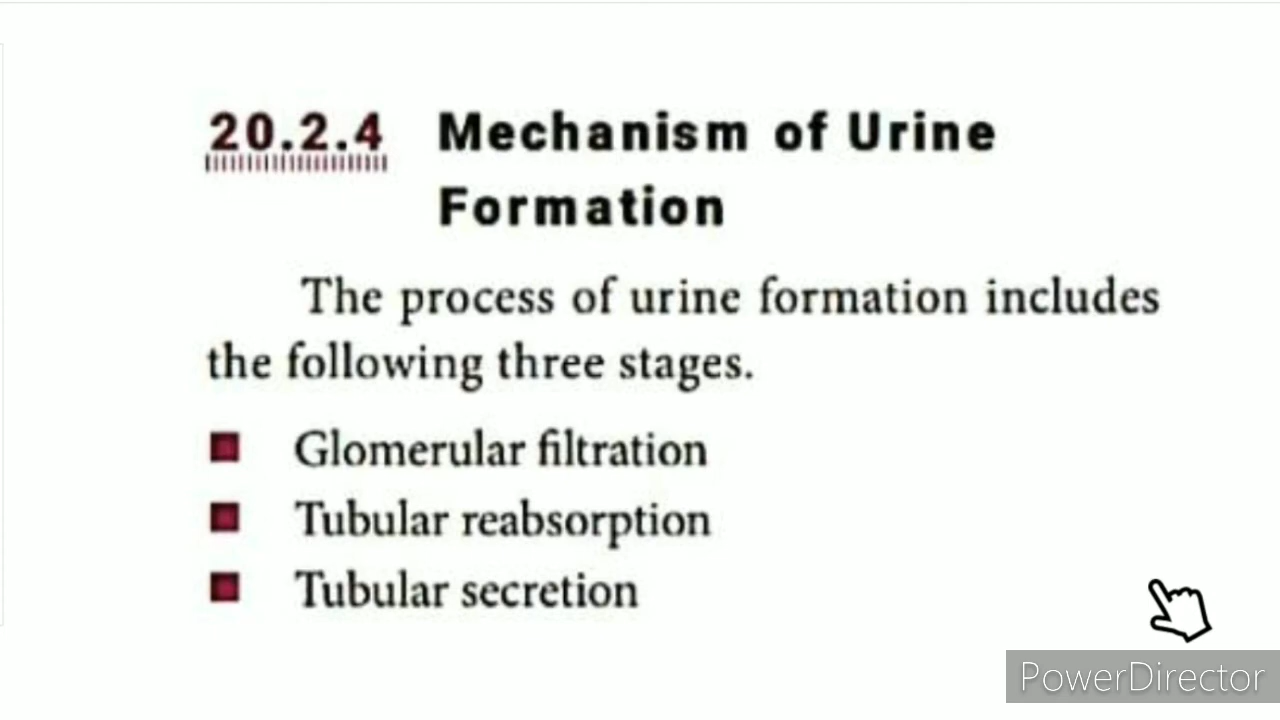 20.2.4 Mechanism of Urine
Formation
The process of urine formation includes
the following three stages.
Glomerular filtration
Tubular reabsorption
Tubular secretion
PowerDirector